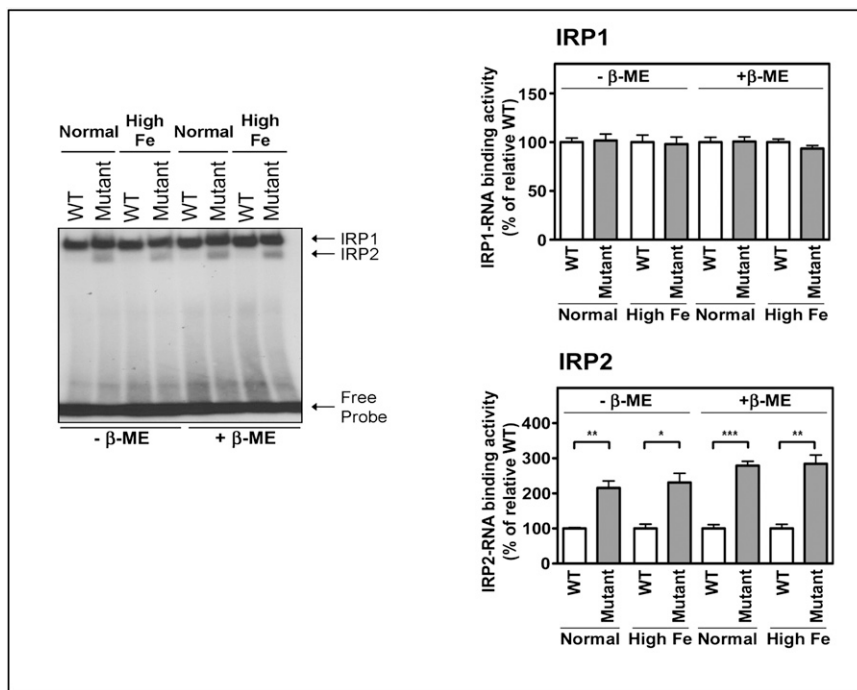 Normal High Fe Normal High Fe
WT Mutant WT Mutant WT Mutant WT Mutant
IRP1
IRP2
Free Probe
- β-ME + β-ME
IRP1
- β-ME +β-ME
IRP1-RNA binding activity
(% of relative WT)
150
100
50
0
WT Mutant WT Mutant WT Mutant WT Mutant
Normal High Fe Normal High Fe
IRP2
- β-ME +β-ME
IRP2-RNA binding activity
(% of relative WT)
400
300
200
100
0
** * *** **
WT Mutant WT Mutant WT Mutant WT Mutant
Normal High Fe Normal High Fe